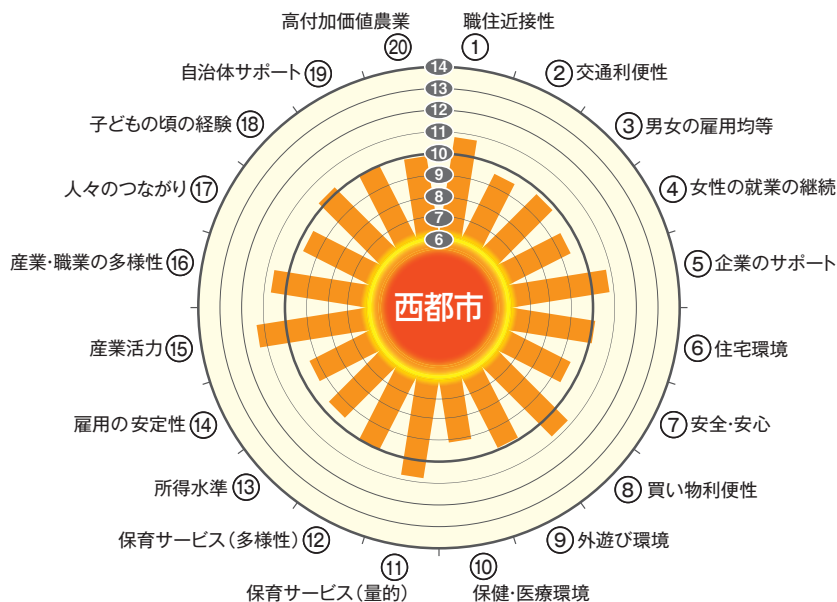 職住近接性
①
② 交通利便性
③ 男女の雇用均等
④ 女性の就業の継続
⑤ 企業のサポート
⑥ 住宅環境
⑦ 安全・安心
⑧ 買い物利便性
⑨ 外遊び環境
⑩
保健・医療環境
⑪
保育サービス(量的)
保育サービス(多様性) ⑫
所得水準 ⑬
雇用の安定性 ⑭
産業活力 ⑮
産業・職業の多様性 ⑯
人々のつながり ⑰
子どもの頃の経験 ⑱
自治体サポート ⑲
高付加価値農業
⑳
14
13
12
11
10
9
8
7
6
西都市